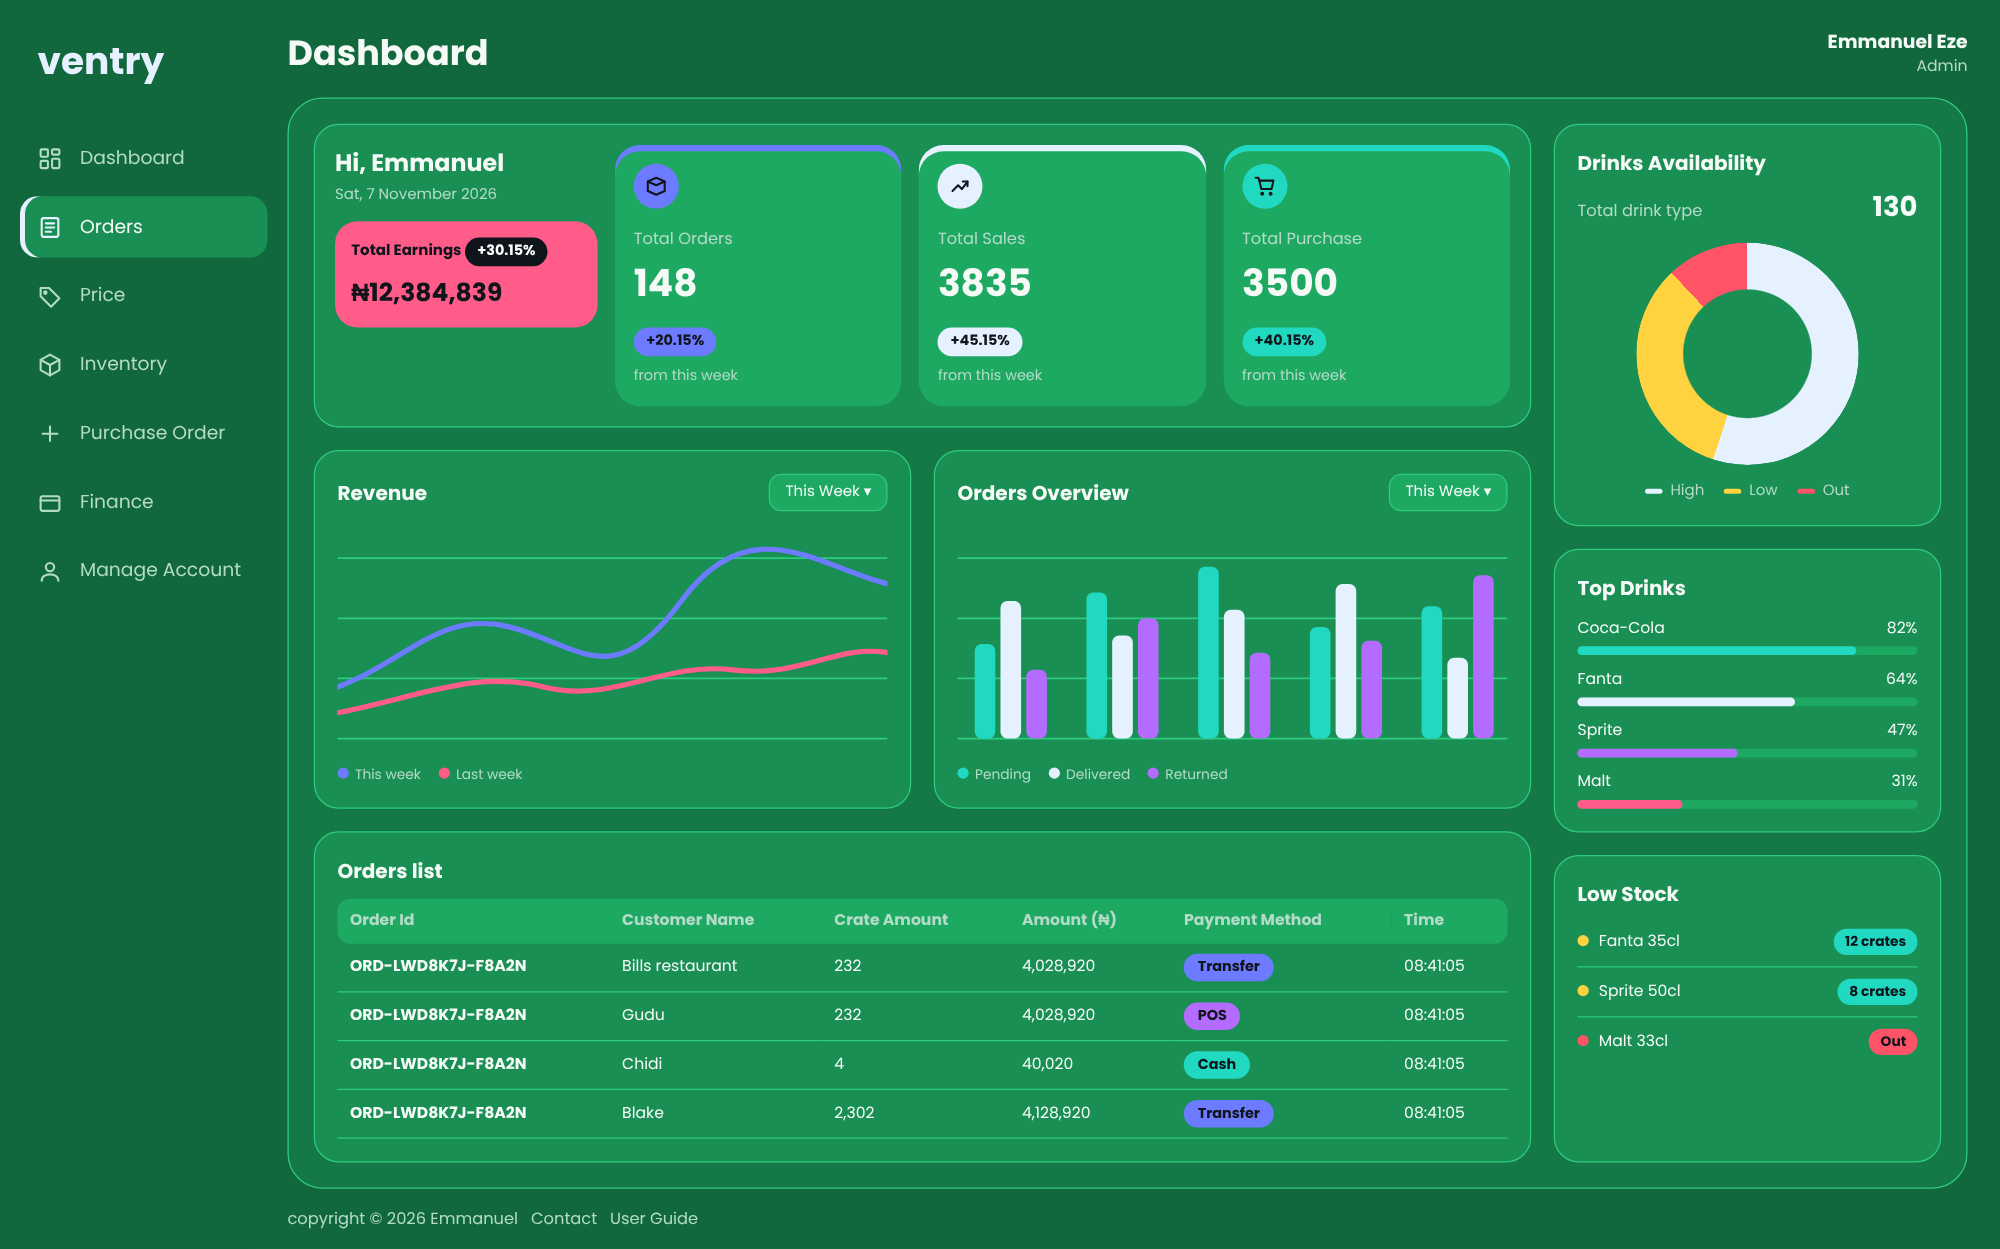 ventry
Dashboard
Orders
Price
Inventory
Purchase Order
Finance
Manage Account
Dashboard
Emmanuel Eze
Admin
Hi, Emmanuel
Sat, 7 November 2026
Total Earnings +30.15%
₦12,384,839
Total Orders
148
+20.15%
from this week
Total Sales
3835
+45.15%
from this week
Total Purchase
3500
+40.15%
from this week
Revenue
This Week ▾
This week Last week
Orders Overview
This Week ▾
Pending Delivered Returned
Orders list
Order Id Customer Name Crate Amount Amount (₦) Payment Method Time
ORD-LWD8K7J-F8A2N Bills restaurant 232 4,028,920 Transfer 08:41:05
ORD-LWD8K7J-F8A2N Gudu 232 4,028,920 POS 08:41:05
ORD-LWD8K7J-F8A2N Chidi 4 40,020 Cash 08:41:05
ORD-LWD8K7J-F8A2N Blake 2,302 4,128,920 Transfer 08:41:05
Drinks Availability
Total drink type 130
High Low Out
Top Drinks
Coca-Cola 82%
Fanta 64%
Sprite 47%
Malt 31%
Low Stock
Fanta 35cl 12 crates
Sprite 50cl 8 crates
Malt 33cl Out
copyright © 2026 Emmanuel Contact User Guide